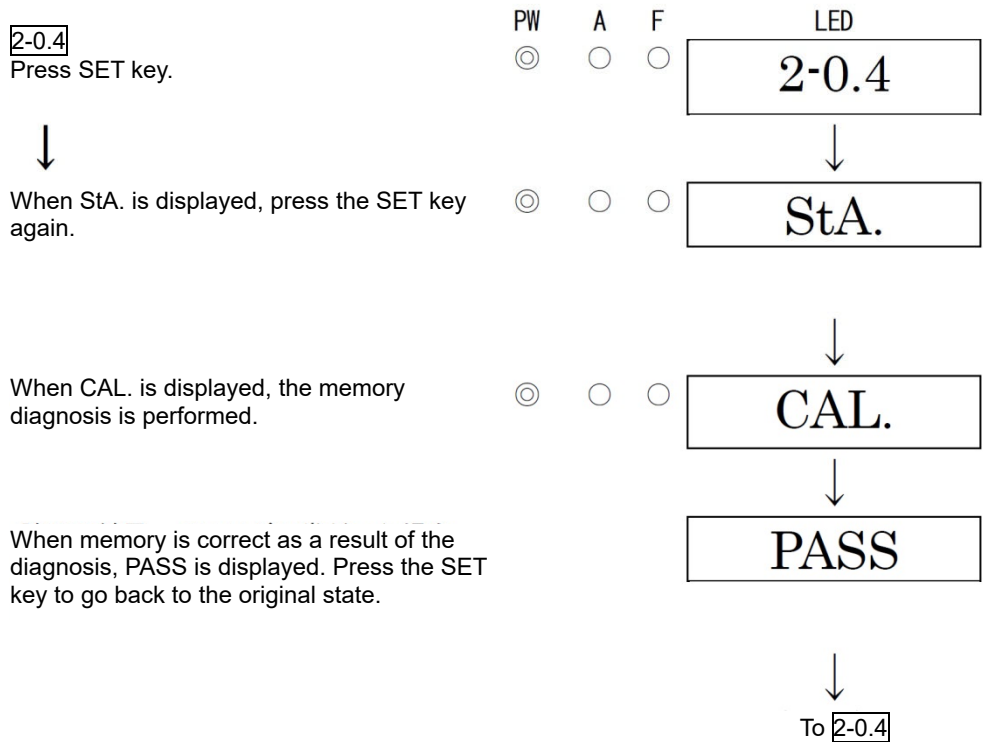 PW A F LED
2-0.4
Press SET key.
2-0.4
When StA. is displayed, press the SET key
again.
StA.
When CAL. is displayed, the memory
diagnosis is performed.
CAL.
When memory is correct as a result of the
diagnosis, PASS is displayed. Press the SET
key to go back to the original state.
PASS
To 2-0.4